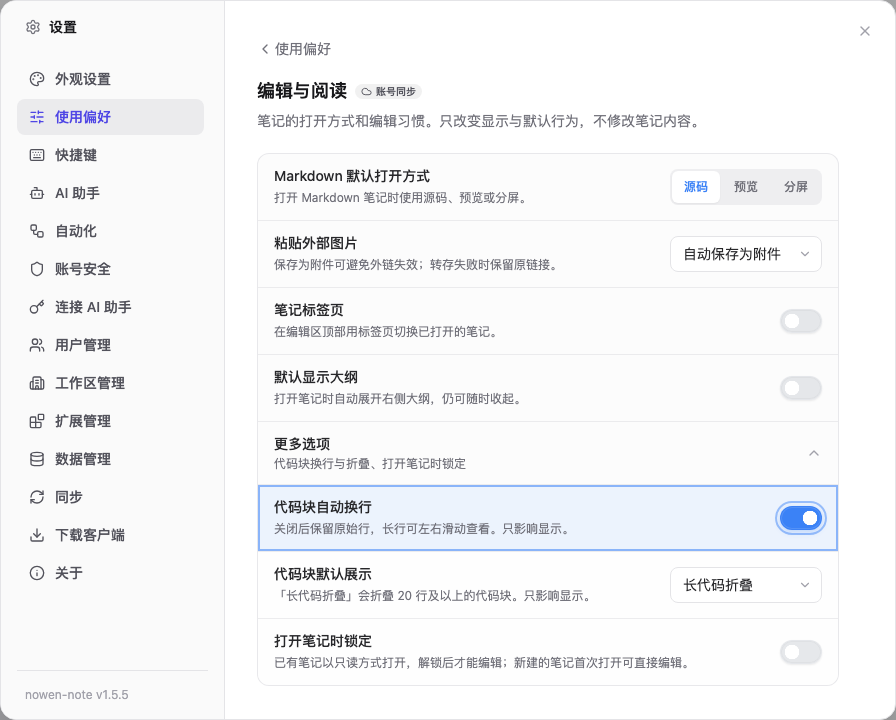 设置
外观设置
使用偏好
快捷键
AI 助手
自动化
账号安全
连接 AI 助手
用户管理
工作区管理
扩展管理
数据管理
同步
下载客户端
关于
nowen-note v1.5.5
使用偏好
编辑与阅读 账号同步
笔记的打开方式和编辑习惯。只改变显示与默认行为，不修改笔记内容。
Markdown 默认打开方式
打开 Markdown 笔记时使用源码、预览或分屏。
源码 预览 分屏
粘贴外部图片
保存为附件可避免外链失效；转存失败时保留原链接。
自动保存为附件
笔记标签页
在编辑区顶部用标签页切换已打开的笔记。
默认显示大纲
打开笔记时自动展开右侧大纲，仍可随时收起。
更多选项
代码块换行与折叠、打开笔记时锁定
代码块自动换行
关闭后保留原始行，长行可左右滑动查看。只影响显示。
代码块默认展示
「长代码折叠」会折叠 20 行及以上的代码块。只影响显示。
长代码折叠
打开笔记时锁定
已有笔记以只读方式打开，解锁后才能编辑；新建的笔记首次打开可直接编辑。